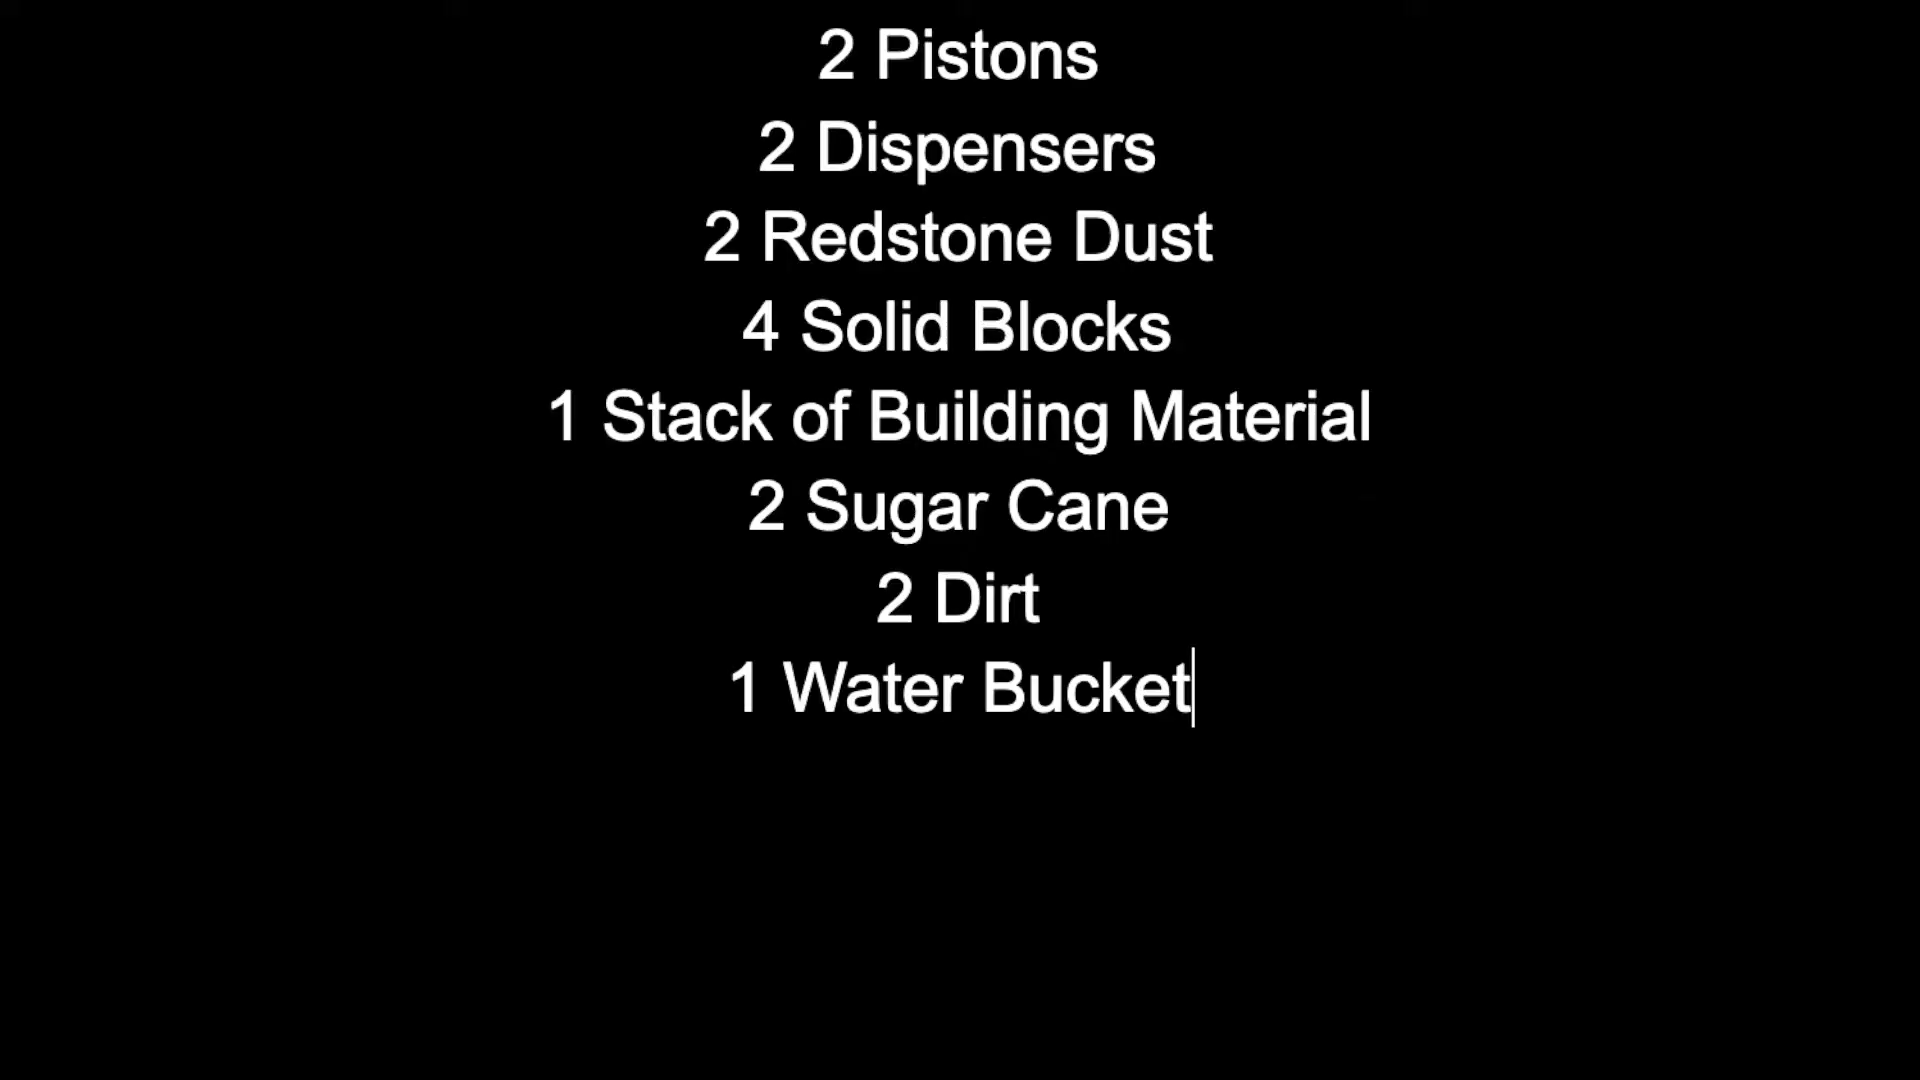 2 Pistons
2 Dispensers
2 Redstone Dust
4 Solid Blocks
1 Stack of Building Material
2 Sugar Cane
2 Dirt
1 Water Bucket